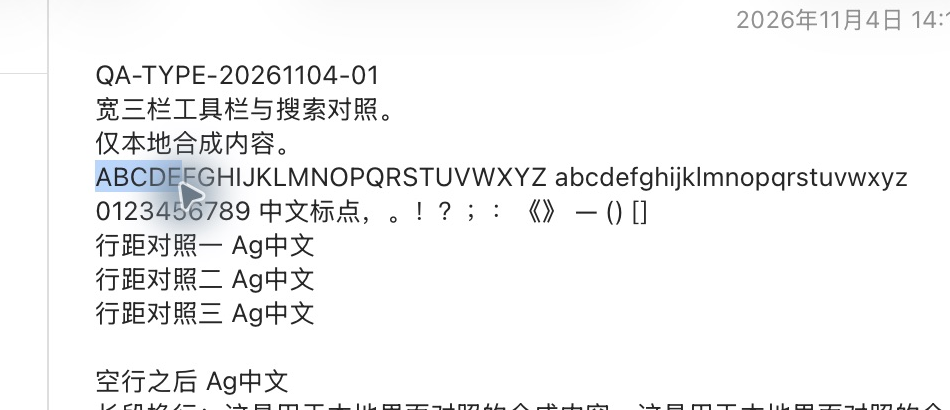 2026年11月4日 14:
QA-TYPE-20261104-01
宽三栏工具栏与搜索对照。
仅本地合成内容。
ABCDEFGHIJKLMNOPQRSTUVWXYZ abcdefghijklmnopqrstuvwxyz
0123456789 中文标点，。！？；：《》 — () []
行距对照一 Ag中文
行距对照二 Ag中文
行距对照三 Ag中文
空行之后 Ag中文